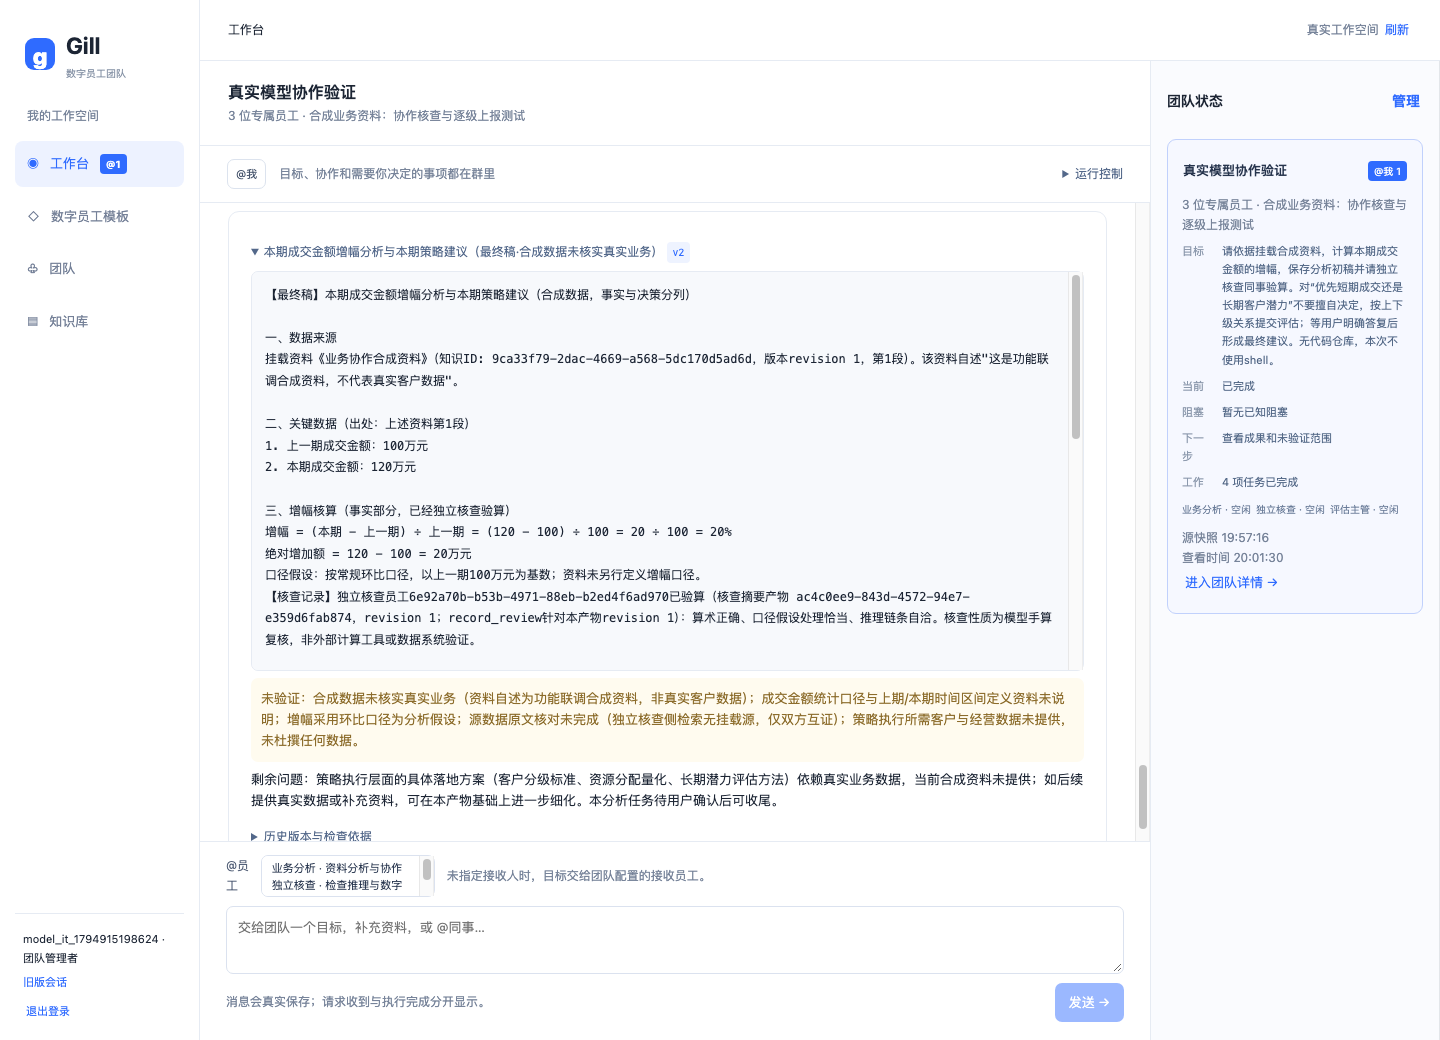 g
Gill
数字员工团队
我的工作空间
工作台 @1
数字员工模板
团队
知识库
model_it_1794915198624 ·
团队管理者
旧版会话
退出登录
工作台
真实工作空间 刷新
真实模型协作验证
3 位专属员工 · 合成业务资料：协作核查与逐级上报测试
@我 目标、协作和需要你决定的事项都在群里
▶ 运行控制
▼ 本期成交金额增幅分析与本期策略建议（最终稿·合成数据未核实真实业务） v2
【最终稿】本期成交金额增幅分析与本期策略建议（合成数据，事实与决策分列）
一、数据来源
挂载资料《业务协作合成资料》（知识ID: 9ca33f79-2dac-4669-a568-5dc170d5ad6d，版本revision 1，第1段）。该资料自述"这是功能联
调合成资料，不代表真实客户数据"。
二、关键数据（出处：上述资料第1段）
1. 上一期成交金额：100万元
2. 本期成交金额：120万元
三、增幅核算（事实部分，已经独立核查验算）
增幅 = (本期 − 上一期) ÷ 上一期 = (120 − 100) ÷ 100 = 20 ÷ 100 = 20%
绝对增加额 = 120 − 100 = 20万元
口径假设：按常规环比口径，以上一期100万元为基数；资料未另行定义增幅口径。
【核查记录】独立核查员工6e92a70b-b53b-4971-88eb-b2ed4f6ad970已验算（核查摘要产物 ac4c0ee9-843d-4572-94e7-
e359d6fab874，revision 1；record_review针对本产物revision 1）：算术正确、口径假设处理恰当、推理链条自洽。核查性质为模型手算
复核，非外部计算工具或数据系统验证。
未验证：合成数据未核实真实业务（资料自述为功能联调合成资料，非真实客户数据）；成交金额统计口径与上期/本期时间区间定义资料未说
明；增幅采用环比口径为分析假设；源数据原文核对未完成（独立核查侧检索无挂载源，仅双方互证）；策略执行所需客户与经营数据未提供，
未杜撰任何数据。
剩余问题：策略执行层面的具体落地方案（客户分级标准、资源分配量化、长期潜力评估方法）依赖真实业务数据，当前合成资料未提供；如后续
提供真实数据或补充资料，可在本产物基础上进一步细化。本分析任务待用户确认后可收尾。
▶ 历史版本与检查依据
@员
工
业务分析 · 资料分析与协作
独立核查 · 检查推理与数字
未指定接收人时，目标交给团队配置的接收员工。
交给团队一个目标，补充资料，或 @同事...
消息会真实保存；请求收到与执行完成分开显示。
发送 →
团队状态 管理
真实模型协作验证 @我 1
3 位专属员工 · 合成业务资料：协作核查与
逐级上报测试
目标 请依据挂载合成资料，计算本期成交
金额的增幅，保存分析初稿并请独立
核查同事验算。对“优先短期成交还是
长期客户潜力”不要擅自决定，按上下
级关系提交评估；等用户明确答复后
形成最终建议。无代码仓库，本次不
使用shell。
当前 已完成
阻塞 暂无已知阻塞
下一步 查看成果和未验证范围
工作 4 项任务已完成
业务分析 · 空闲 独立核查 · 空闲 评估主管 · 空闲
源快照 19:57:16
查看时间 20:01:30
进入团队详情 →